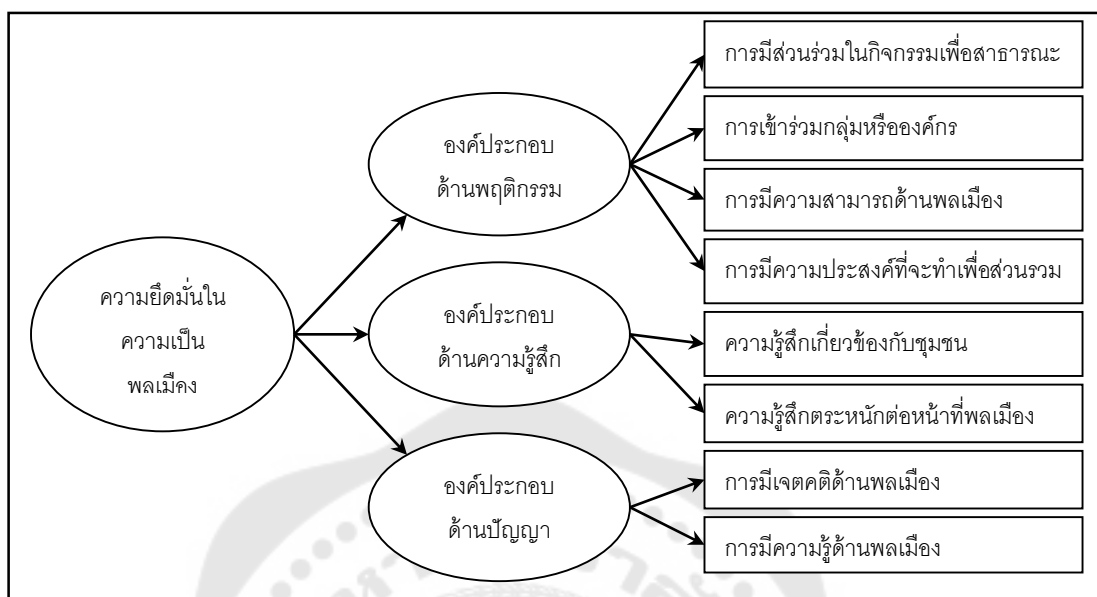 ความยึดมั่นใน
ความเป็น
พลเมือง
องค์ประกอบ
ด้านพฤติกรรม
องค์ประกอบ
ด้านความรู้สึก
องค์ประกอบ
ด้านปัญญา
การมีส่วนร่วมในกิจกรรมเพื่อสาธารณะ
การเข้าร่วมกลุ่มหรือองค์กร
การมีความสามารถด้านพลเมือง
การมีความประสงค์ที่จะทำเพื่อส่วนรวม
ความรู้สึกเกี่ยวข้องกับชุมชน
ความรู้สึกตระหนักต่อหน้าที่พลเมือง
การมีเจตคติด้านพลเมือง
การมีความรู้ด้านพลเมือง